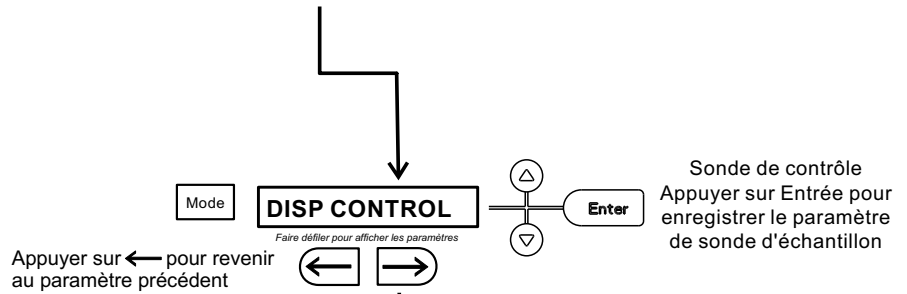 Mode
DISP CONTROL
Enter
Sonde de contrôle
Appuyer sur Entrée pour
enregistrer le paramètre
de sonde d'échantillon
Faire défiler pour afficher les paramètres
Appuyer sur ← pour revenir
au paramètre précédent